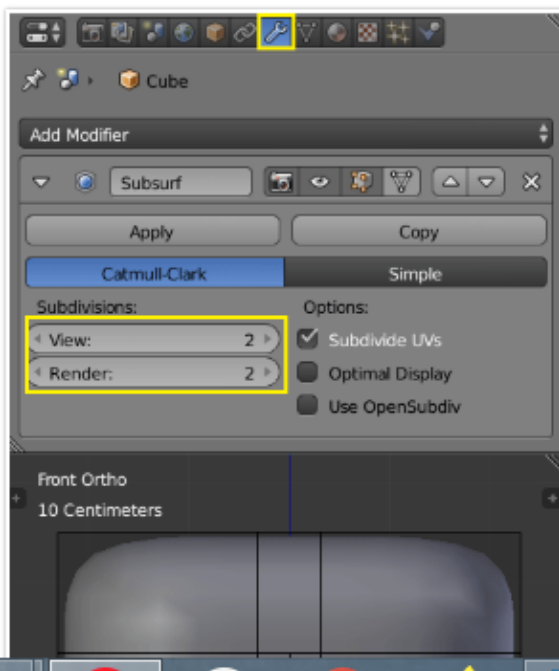 Cube
Add Modifier
Subsurf
Apply Copy
Catmull-Clark Simple
Subdivisions: Options:
View: 2 Subdivide UVs
Render: 2 Optimal Display
Use OpenSubdiv
Front Ortho
10 Centimeters